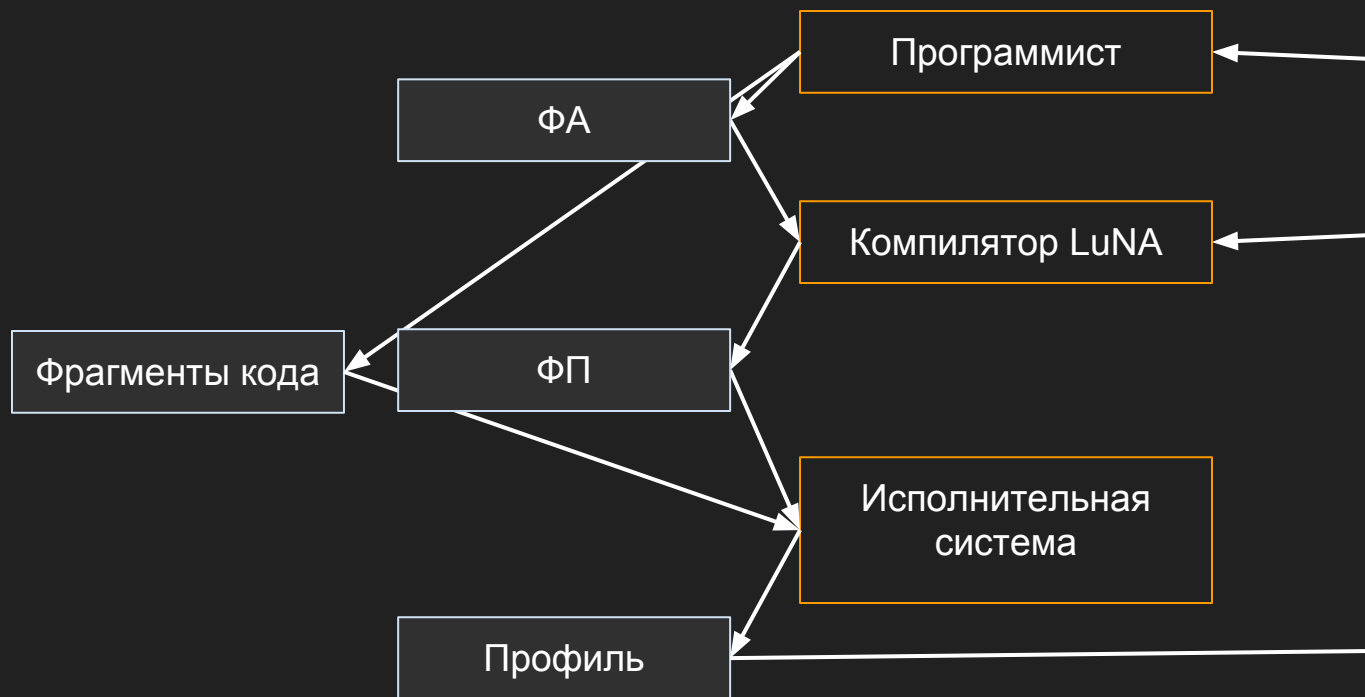 Программист
ФА
Компилятор LuNA
Фрагменты кода
ФП
Исполнительная
система
Профиль